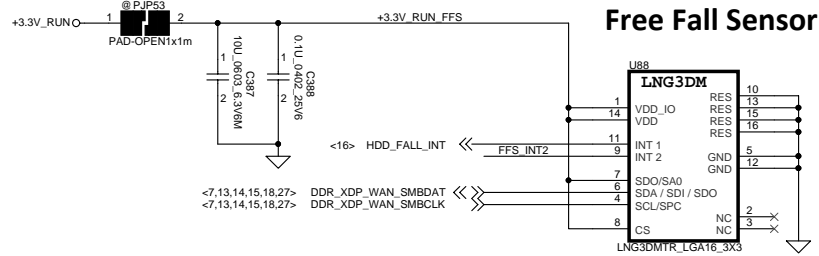 @ PJP53
Free Fall Sensor
+3.3V_RUN
1
2
+3.3V_RUN_FFS
PAD-OPEN1x1m
1
2
10U_0603_6.3V6M
C387
1
2
0.1U_0402_25V6
C388
U88
LNG3DM
1 VDD_IO
14 VDD
RES 10
RES 13
RES 15
RES 16
<16> HDD_FALL_INT
11 INT 1
FFS_INT2
9 INT 2
GND 5
GND 12
7 SDO/SA0
<7,13,14,15,18,27> DDR_XDP_WAN_SMBDAT
6 SDA / SDI / SDO
<7,13,14,15,18,27> DDR_XDP_WAN_SMBCLK
4 SCL/SPC
NC 2
NC 3
8 CS
LNG3DMTR_LGA16_3X3